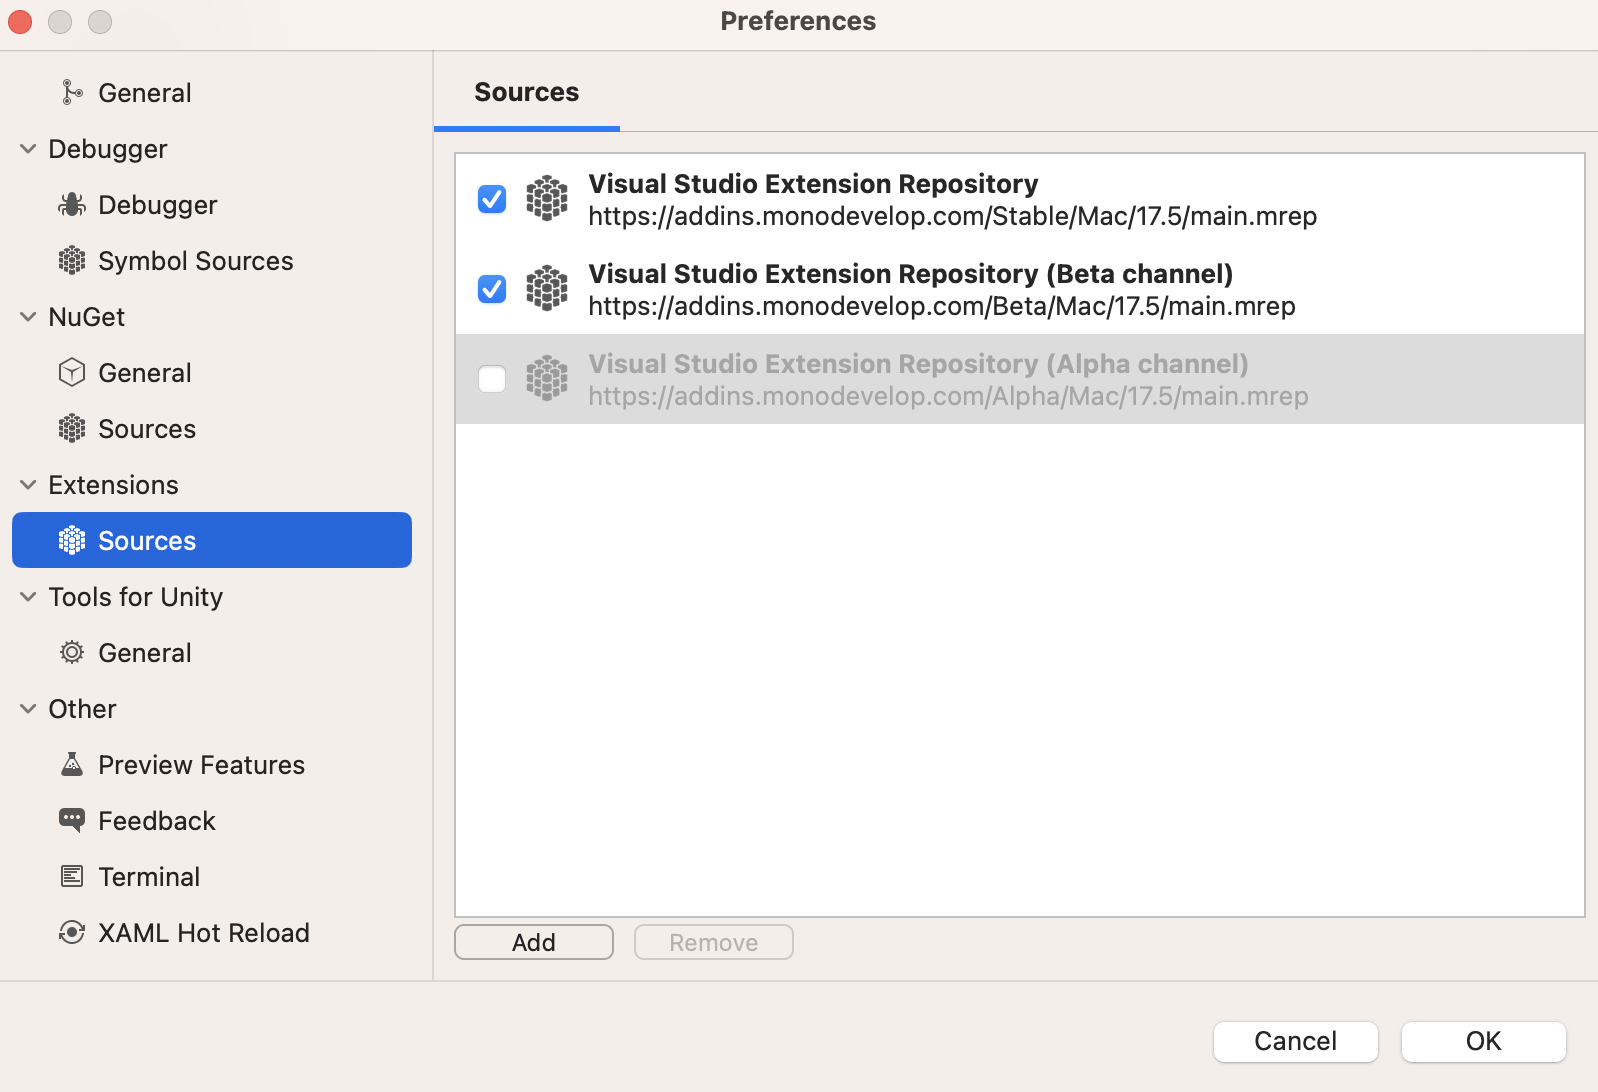 Preferences
General
Debugger
Debugger
Symbol Sources
NuGet
General
Sources
Extensions
Sources
Tools for Unity
General
Other
Preview Features
Feedback
Terminal
XAML Hot Reload
Sources
Visual Studio Extension Repository
https://addins.monodevelop.com/Stable/Mac/17.5/main.mrep
Visual Studio Extension Repository (Beta channel)
https://addins.monodevelop.com/Beta/Mac/17.5/main.mrep
Visual Studio Extension Repository (Alpha channel)
https://addins.monodevelop.com/Alpha/Mac/17.5/main.mrep
Add
Remove
Cancel
OK